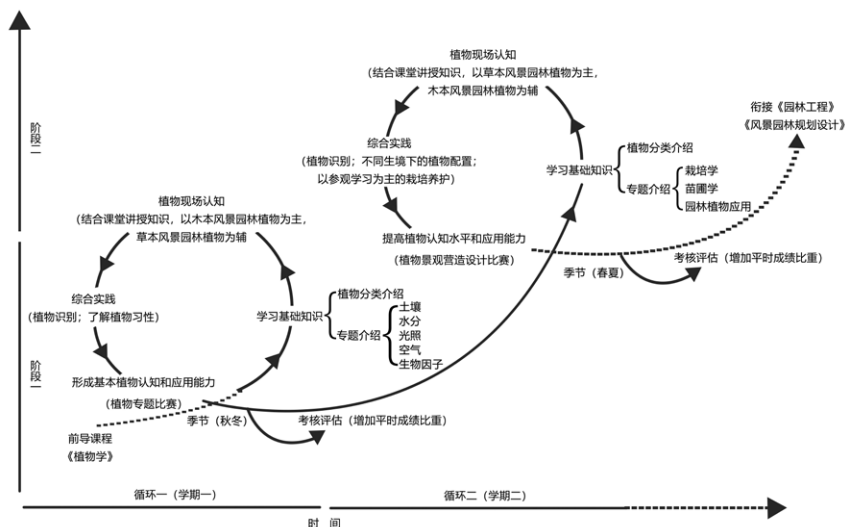 阶段二
植物现场认知
(结合课堂讲授知识，以草本风景园林植物为主，
木本风景园林植物为辅)
综合实践
(植物识别；不同生境下的植物配置；
以参观学习为主的栽培养护)
学习基础知识
植物分类介绍
专题介绍
栽培学
苗圃学
园林植物应用
提高植物认知水平和应用能力
(植物景观营造设计比赛)
季节（春夏）
考核评估（增加平时成绩比重）
衔接《园林工程》
《风景园林规划设计》
阶段一
植物现场认知
(结合课堂讲授知识，以木本风景园林植物为主，
草本风景园林植物为辅)
综合实践
(植物识别；了解植物习性)
学习基础知识
植物分类介绍
专题介绍
土壤
水分
光照
空气
生物因子
形成基本植物认知和应用能力
(植物专题比赛)
季节（秋冬）
考核评估（增加平时成绩比重）
前导课程
《植物学》
循环一（学期一）
循环二（学期二）
时 间